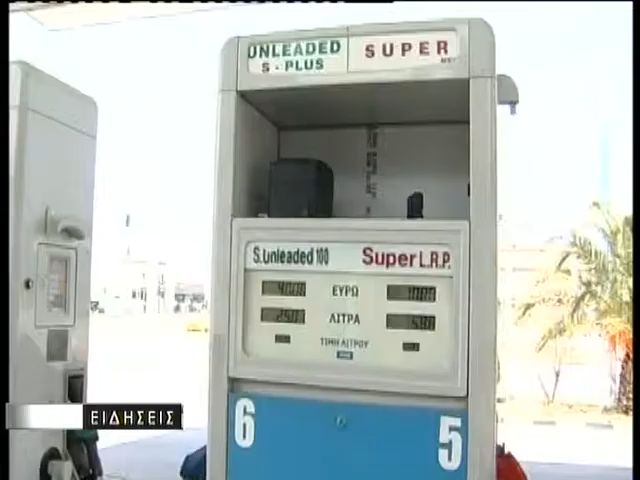 UNLEADED
S-PLUS
SUPER
S.Unleaded 100
Super L.R.P.
ΕΥΡΩ
ΛΙΤΡΑ
ΤΙΜΗ ΛΙΤΡΟΥ
6
5
ΕΙΔΗΣΕΙΣ